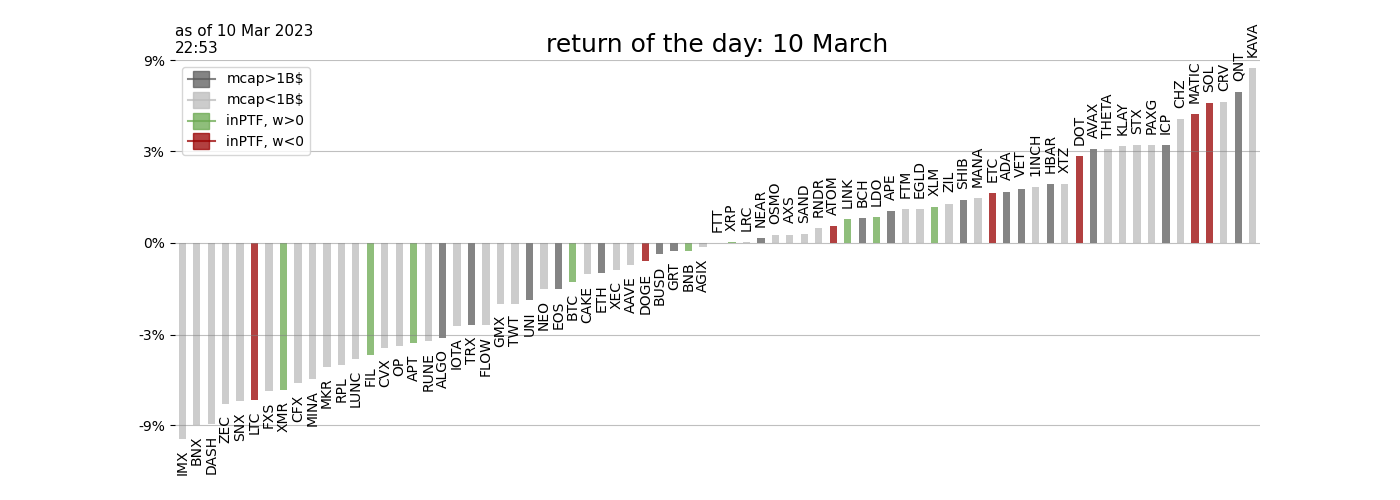 as of 10 Mar 2023
22:53
return of the day: 10 March
9%
3%
0%
-3%
-9%
mcap>1B$
mcap<1B$
inPTF, w>0
inPTF, w<0
IMX
BNX
DASH
ZEC
SNX
LTC
FXS
XMR
CFX
MINA
MKR
RPL
LUNC
FIL
CVX
OP
APT
RUNE
ALGO
IOTA
TRX
FLOW
GMX
TWT
UNI
NEO
EOS
BTC
CAKE
ETH
XEC
AAVE
DOGE
BUSD
GRT
BNB
AGIX
FTT
XRP
LRC
NEAR
OSMO
AXS
SAND
RNDR
ATOM
LINK
BCH
LDO
APE
FTM
EGLD
XLM
ZIL
SHIB
MANA
ETC
ADA
VET
1INCH
HBAR
XTZ
DOT
AVAX
THETA
KLAY
STX
PAXG
ICP
CHZ
MATIC
SOL
CRV
QNT
KAVA